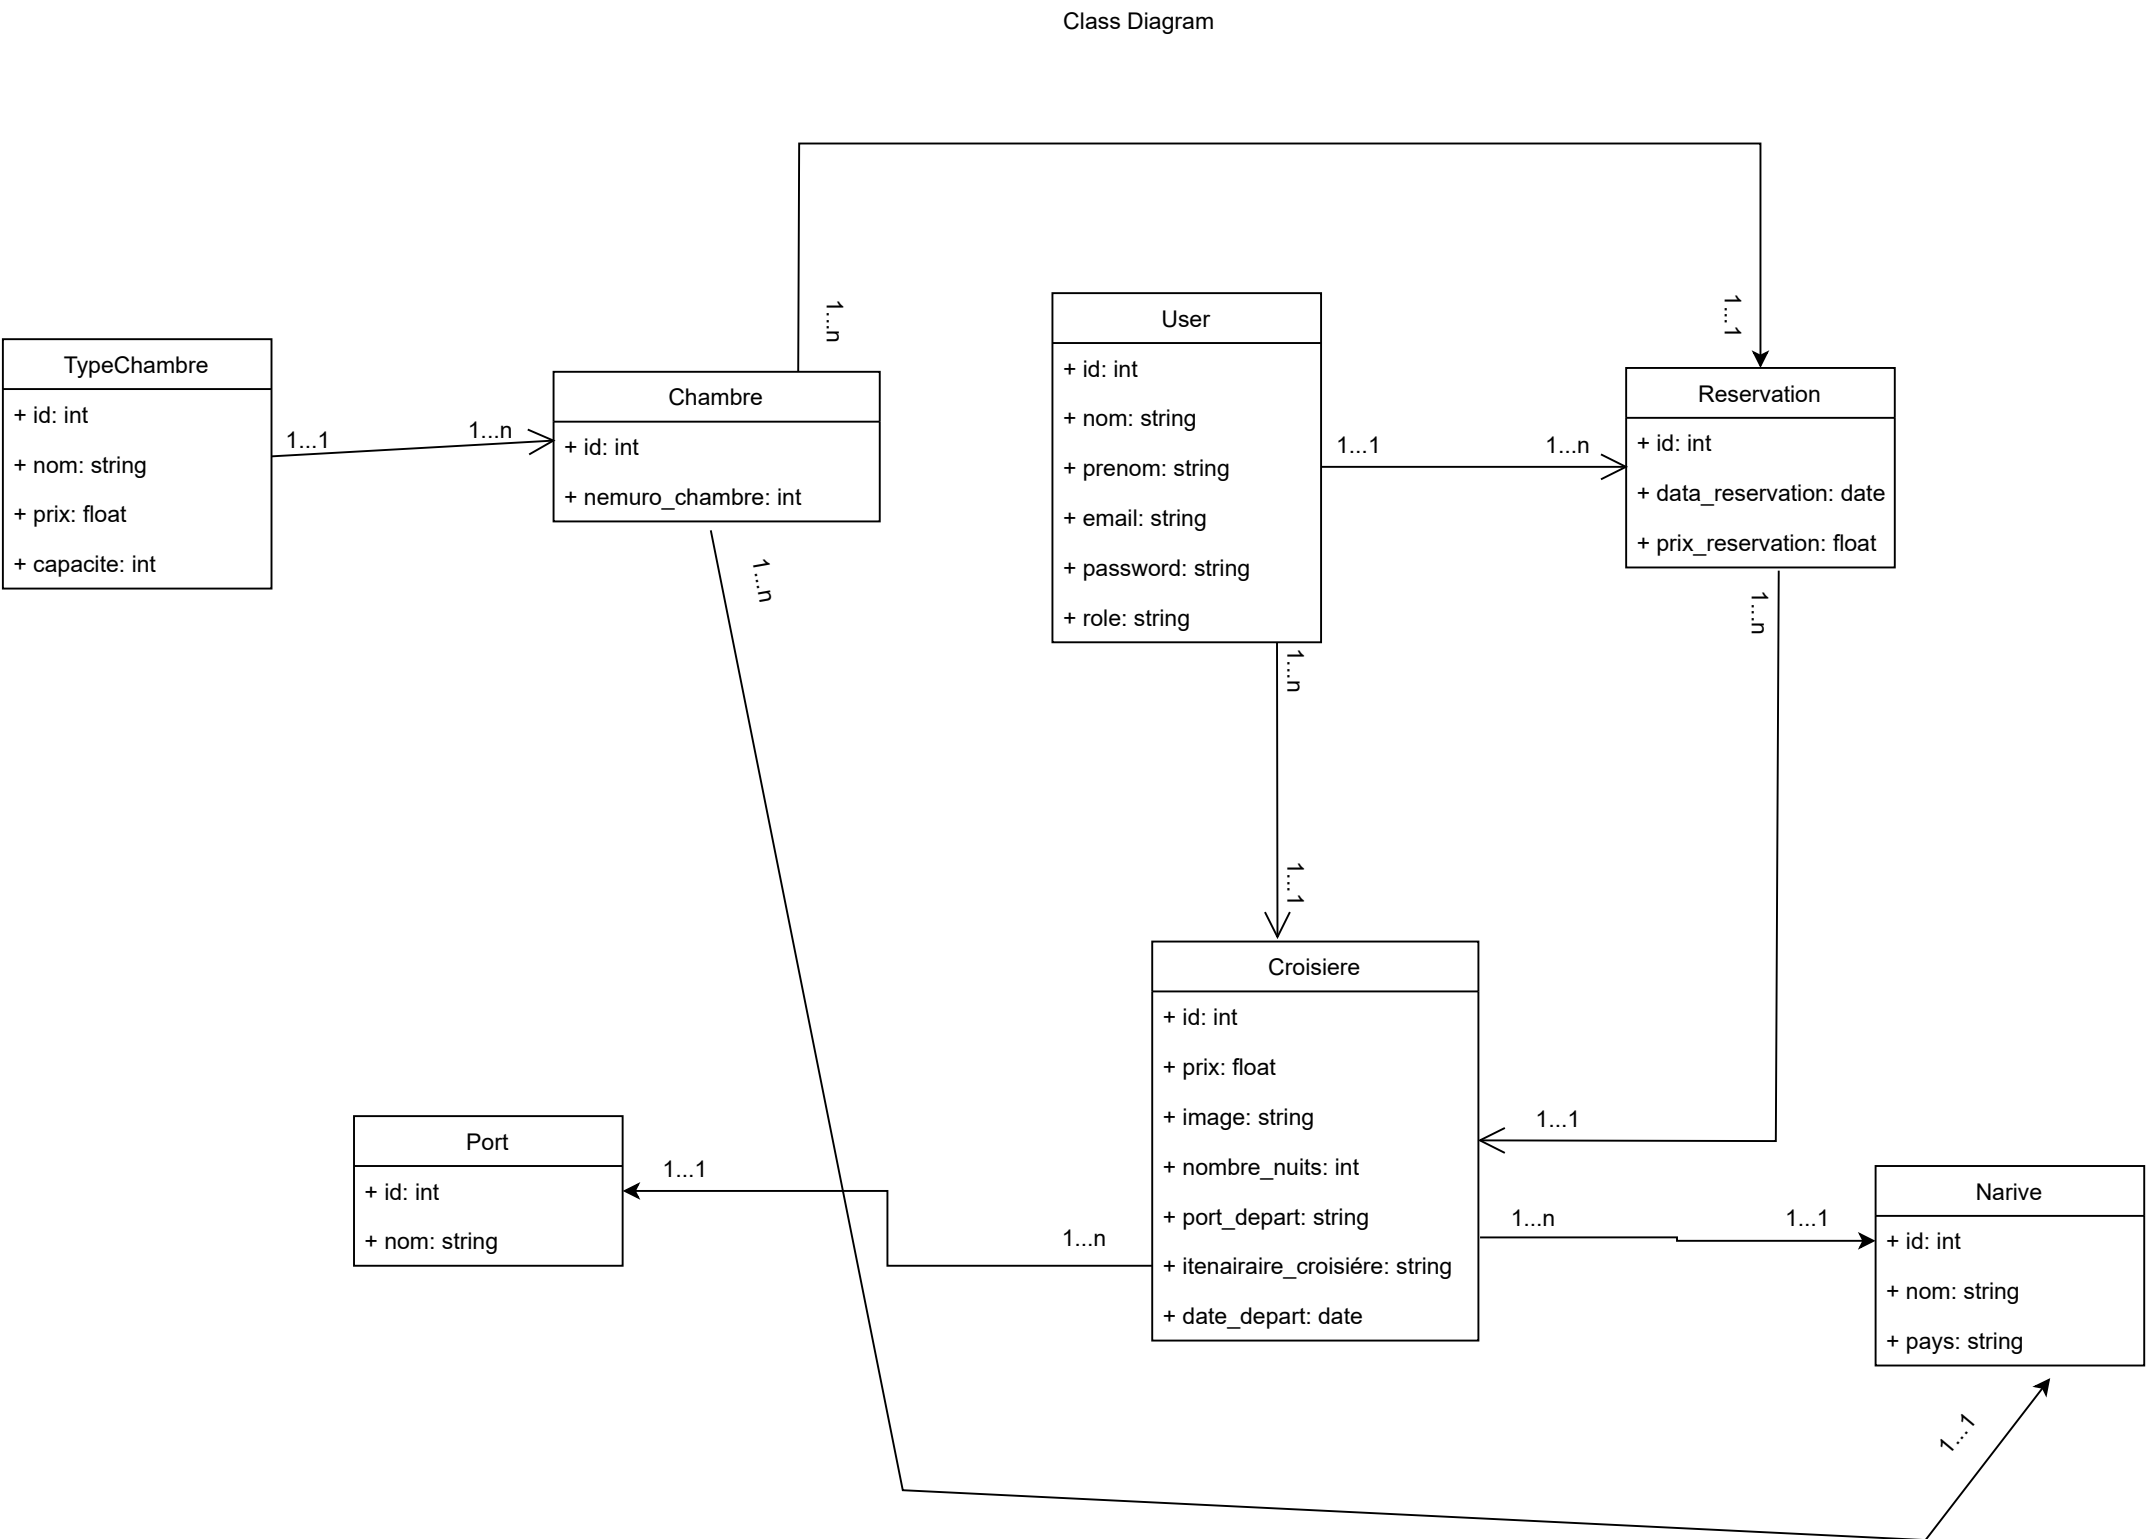 Class Diagram
TypeChambre
+ id: int
+ nom: string
+ prix: float
+ capacite: int
1...1
1...n
Chambre
+ id: int
+ nemuro_chambre: int
1...n
1...n
User
+ id: int
+ nom: string
+ prenom: string
+ email: string
+ password: string
+ role: string
1...1
1...n
1...1
Reservation
+ id: int
+ data_reservation: date
+ prix_reservation: float
1...n
1...n
1...1
Croisiere
+ id: int
+ prix: float
+ image: string
+ nombre_nuits: int
+ port_depart: string
+ itenairaire_croisiére: string
+ date_depart: date
1...1
Port
+ id: int
+ nom: string
1...1
1...n
1...n
1...1
Narive
+ id: int
+ nom: string
+ pays: string
1...1